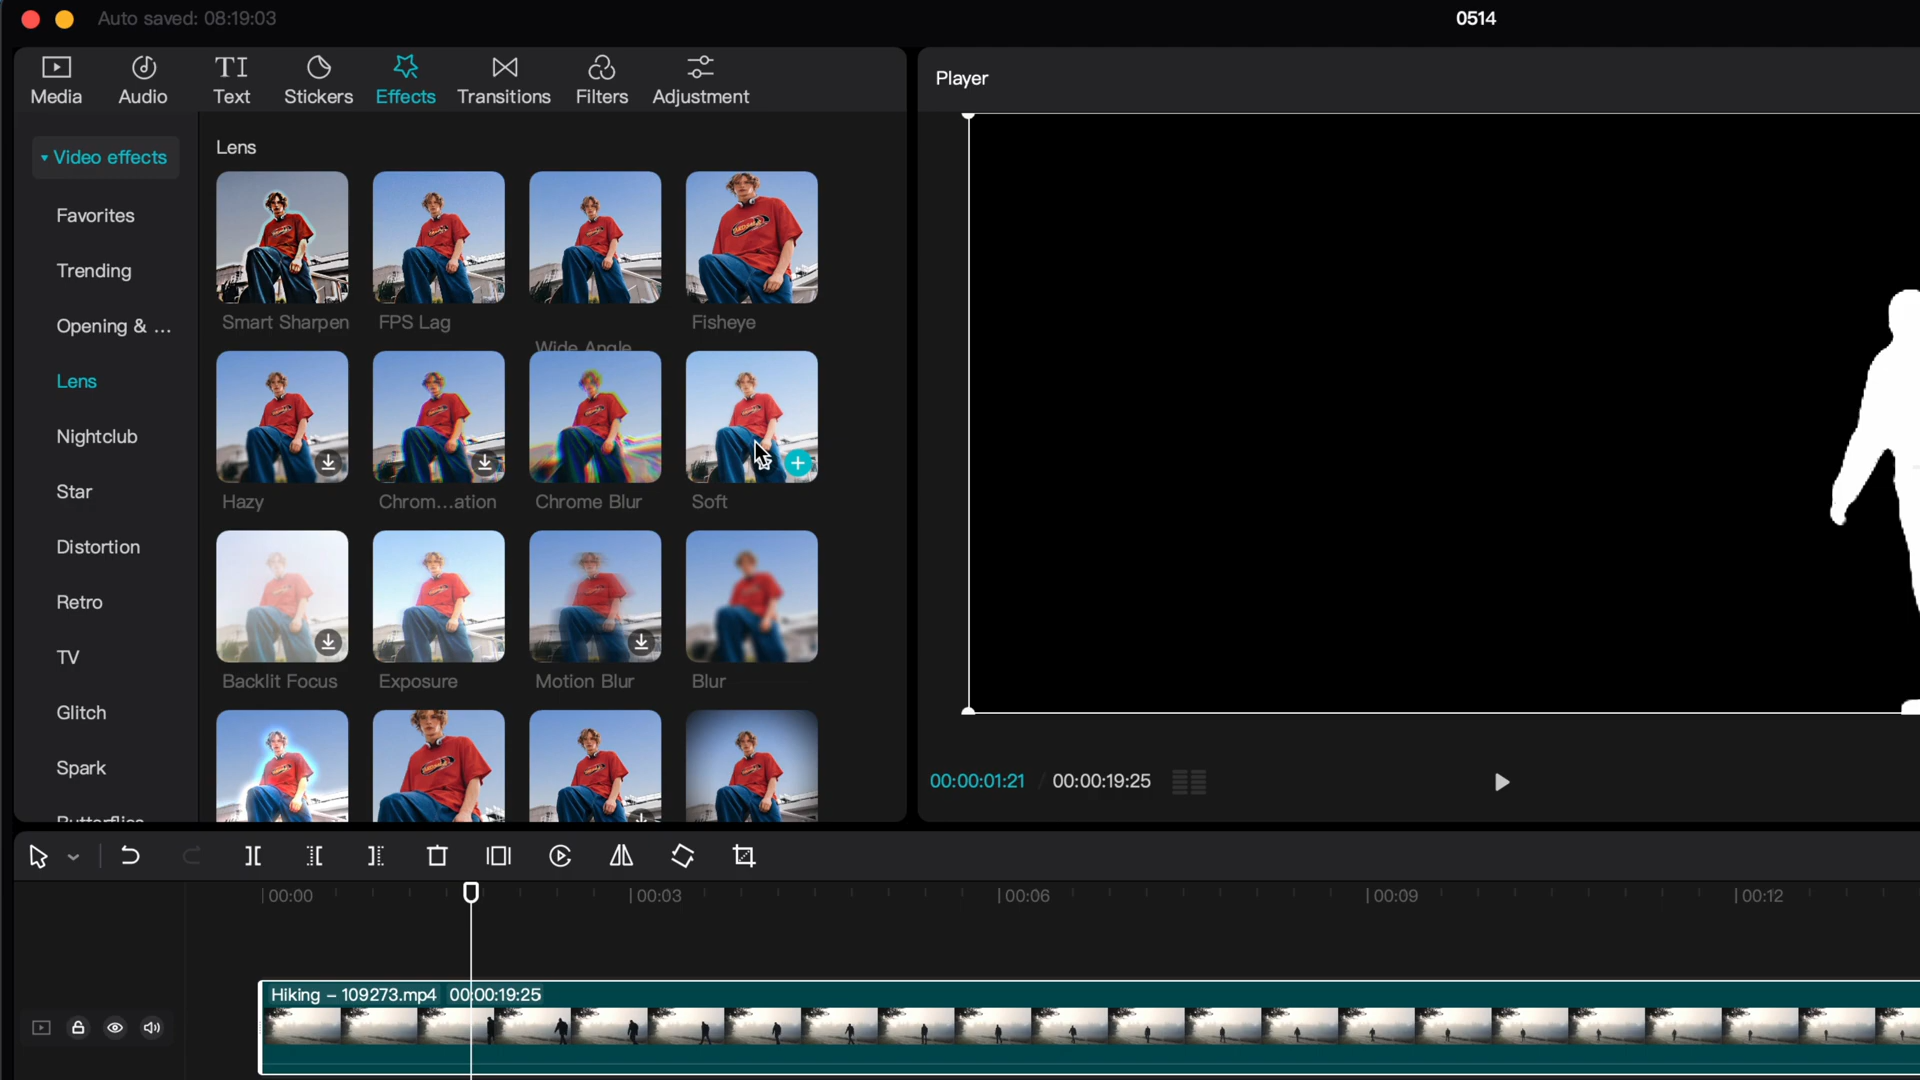 Auto saved: 08:19:03
0514
Media
Audio
Text
Stickers
Effects
Transitions
Filters
Adjustment
Player
Video effects
Favorites
Trending
Opening & ...
Lens
Nightclub
Star
Distortion
Retro
TV
Glitch
Spark
Butterflies
Lens
Smart Sharpen
FPS Lag
Wide Angle
Fisheye
Hazy
Chrom...ation
Chrome Blur
Soft
Backlit Focus
Exposure
Motion Blur
Blur
00:00:01:21 / 00:00:19:25
00:00
00:03
00:06
00:09
00:12
Hiking – 109273.mp4 00:00:19:25